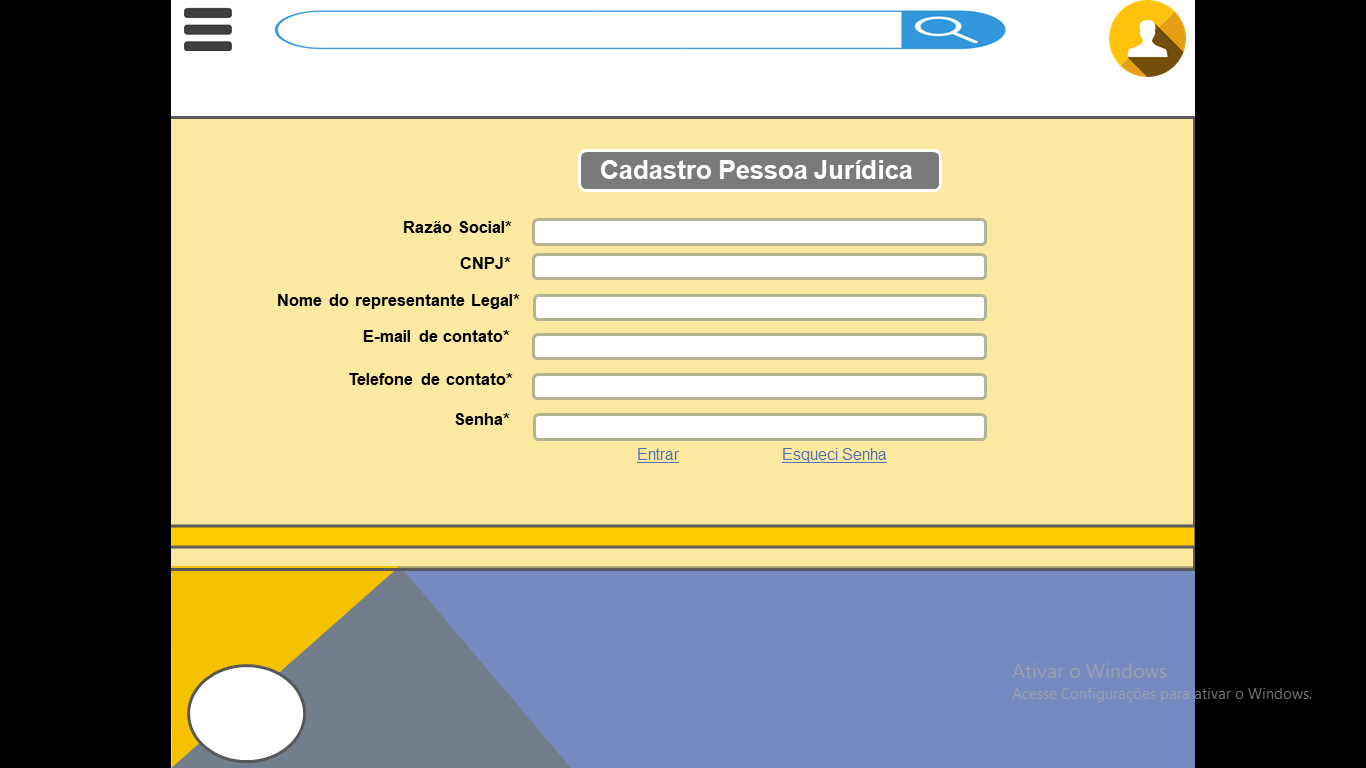 Cadastro Pessoa Jurídica
Razão Social*
CNPJ*
Nome do representante Legal*
E-mail de contato*
Telefone de contato*
Senha*
Entrar Esqueci Senha
Ativar o Windows
Acesse Configurações para ativar o Windows.